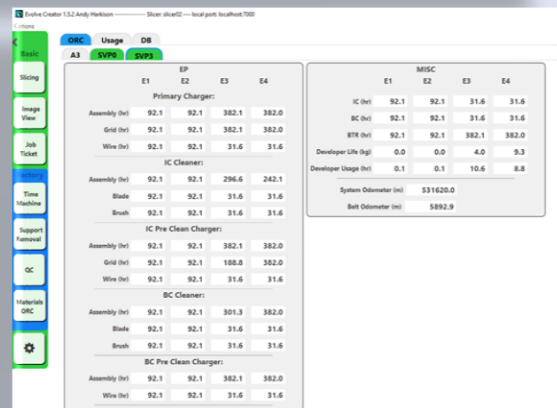 Evolve Creator 1.5.2 Andy Harkison ---------- Slicer: slicer02 ---- local port: localhost:7000
Options
ORC Usage DB
A3 SVP0 SVP3
Basic
Slicing
Image View
Job Ticket
Factory
Time Machine
Support Removal
QC
Materials ORC
EP
E1 E2 E3 E4
Primary Charger:
Assembly (hr) 92.1 92.1 382.1 382.0
Grid (hr) 92.1 92.1 382.1 382.0
Wire (hr) 92.1 92.1 31.6 31.6
IC Cleaner:
Assembly (hr) 92.1 92.1 296.6 242.1
Blade 92.1 92.1 31.6 31.6
Brush 92.1 92.1 31.6 31.6
IC Pre Clean Charger:
Assembly (hr) 92.1 92.1 382.1 382.0
Grid (hr) 92.1 92.1 188.8 382.0
Wire (hr) 92.1 92.1 31.6 31.6
BC Cleaner:
Assembly (hr) 92.1 92.1 301.3 382.0
Blade 92.1 92.1 31.6 31.6
Brush 92.1 92.1 31.6 31.6
BC Pre Clean Charger:
Assembly (hr) 92.1 92.1 382.1 382.0
Wire (hr) 92.1 92.1 31.6 31.6
MISC
E1 E2 E3 E4
IC (hr) 92.1 92.1 31.6 31.6
BC (hr) 92.1 92.1 31.6 31.6
BTR (hr) 92.1 92.1 382.1 382.0
Developer Life (kg) 0.0 0.0 4.0 9.3
Developer Usage (hr) 0.1 0.1 10.6 8.8
System Odometer (m) 531620.0
Belt Odometer (m) 5892.9